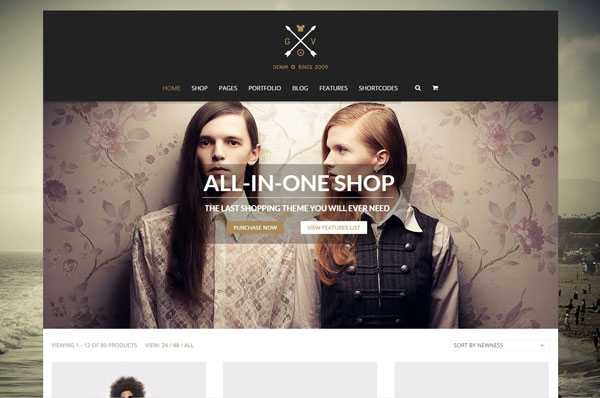 G V
DENIM SINCE 2009
HOME SHOP PAGES PORTFOLIO BLOG FEATURES SHORTCODES
ALL-IN-ONE SHOP
THE LAST SHOPPING THEME YOU WILL EVER NEED
PURCHASE NOW VIEW FEATURES LIST
VIEWING 1 - 12 OF 80 PRODUCTS VIEW: 24 / 48 / ALL SORT BY NEWNESS